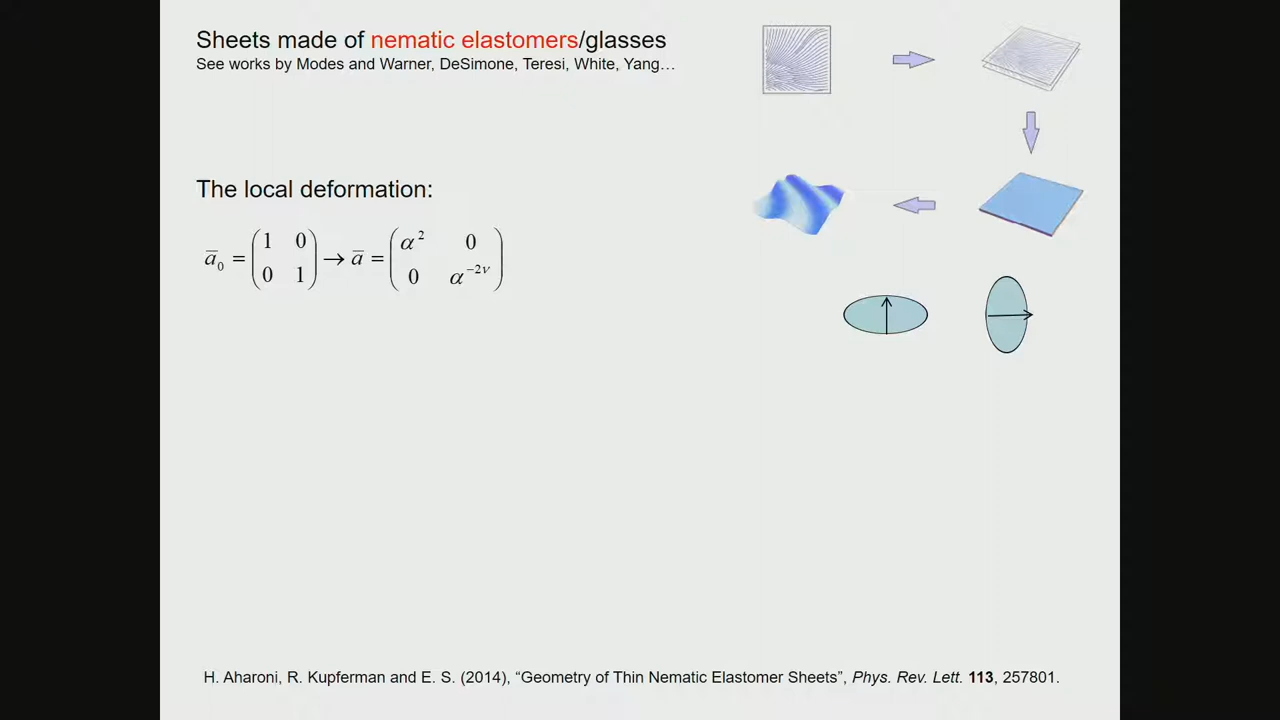 Sheets made of nematic elastomers/glasses
See works by Modes and Warner, DeSimone, Teresi, White, Yang…
The local deformation:
a̅₀ = (1 0; 0 1) → a̅ = (α² 0; 0 α⁻²ᵛ)
H. Aharoni, R. Kupferman and E. S. (2014), “Geometry of Thin Nematic Elastomer Sheets”, Phys. Rev. Lett. 113, 257801.